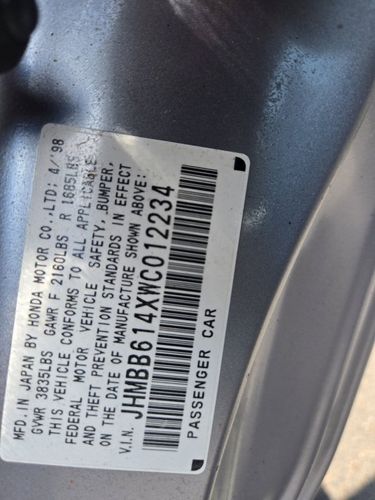 MFD. IN JAPAN BY HONDA MOTOR CO., LTD; 4/'98
GVWR 3835LBS GAWR F 2160LBS R 1685LBS
THIS VEHICLE CONFORMS TO ALL APPLICABLE
FEDERAL MOTOR VEHICLE SAFETY, BUMPER,
AND THEFT PREVENTION STANDARDS IN EFFECT
ON THE DATE OF MANUFACTURE SHOWN ABOVE:
V.I.N. JHMBB614XWC012234
PASSENGER CAR